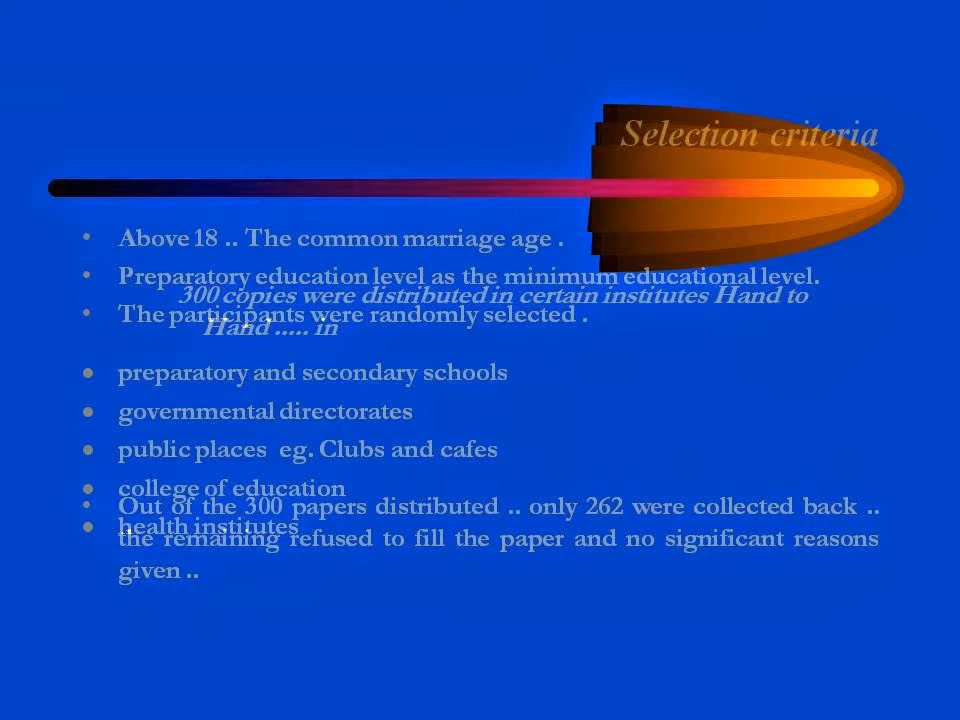 Selection criteria
• Above 18 .. The common marriage age .
• Preparatory education level as the minimum educational level.
300 copies were distributed in certain institutes Hand to
• The participants were randomly selected .
Hand ..... in
• preparatory and secondary schools
• governmental directorates
• public places eg. Clubs and cafes
• college of education
• Out of the 300 papers distributed .. only 262 were collected back ..
• health institutes
the remaining refused to fill the paper and no significant reasons
given ..